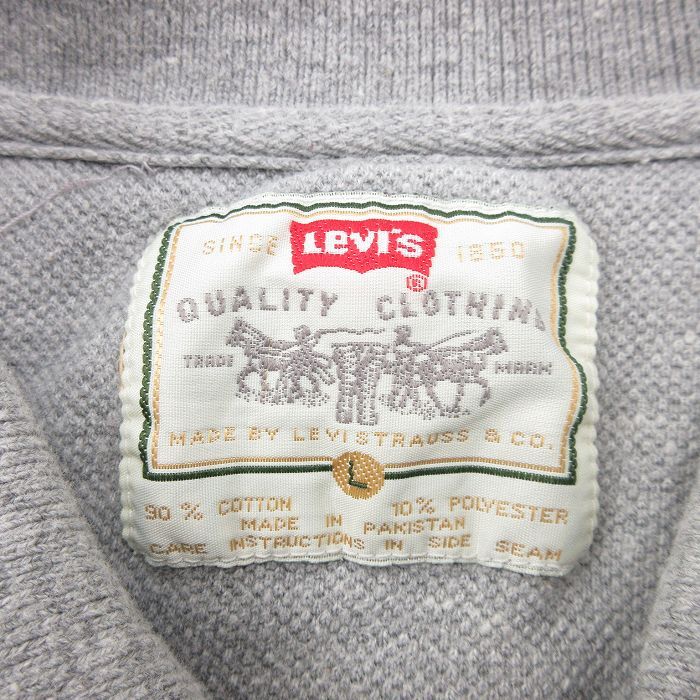 SINCE LEVI'S 1850
®
QUALITY CLOTHING
TRADE MARK
MADE BY LEVI STRAUSS & CO.
L
90 % COTTON 10% POLYESTER
MADE IN PAKISTAN
CARE INSTRUCTIONS IN SIDE SEAM